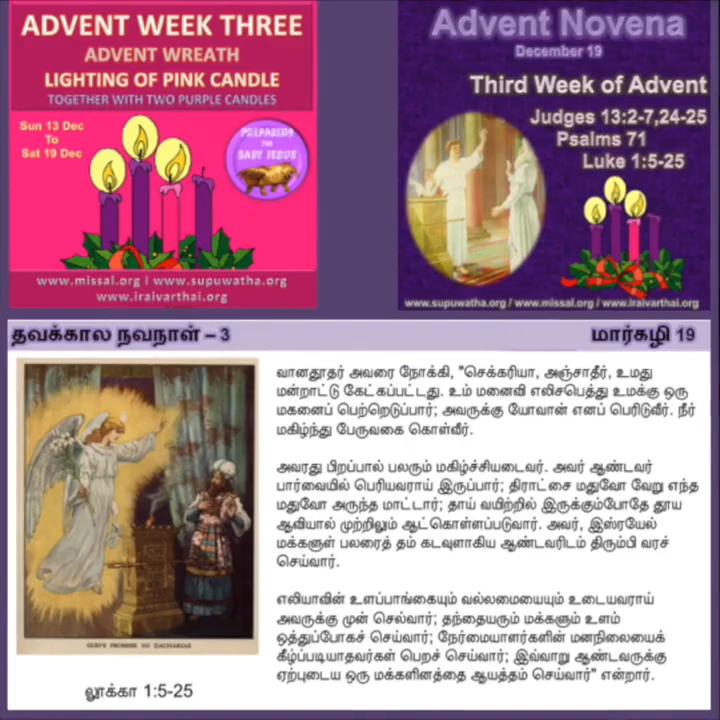 ADVENT WEEK THREE
ADVENT WREATH
LIGHTING OF PINK CANDLE
TOGETHER WITH TWO PURPLE CANDLES
Sun 13 Dec
To
Sat 19 Dec
PREPARING
FOR
BABY JESUS
www.missal.org | www.supuwatha.org
www.iraivarthai.org
Advent Novena
December 19
Third Week of Advent
Judges 13:2-7,24-25
Psalms 71
Luke 1:5-25
www.supuwatha.org / www.missal.org / www.iraivarthai.org
தவக்கால நவநாள் – 3
மார்கழி 19
வானதூதர் அவரை நோக்கி, "செக்கரியா, அஞ்சாதீர், உமது
மன்றாட்டு கேட்கப்பட்டது. உம் மனைவி எலிசபெத்து உமக்கு ஒரு
மகனைப் பெற்றெடுப்பார்; அவருக்கு யோவான் எனப் பெரிடுவீர். நீர்
மகிழ்ந்து பேருவகை கொள்வீர்.
அவரது பிறப்பால் பலரும் மகிழ்ச்சியடைவர். அவர் ஆண்டவர்
பார்வையில் பெரியவராய் இருப்பார்; திராட்சை மதுவோ வேறு எந்த
மதுவோ அருந்த மாட்டார்; தாய் வயிற்றில் இருக்கும்போதே தூய
ஆவியால் முற்றிலும் ஆட்கொள்ளப்படுவார். அவர், இஸ்ரயேல்
மக்களுள் பலரைத் தம் கடவுளாகிய ஆண்டவரிடம் திரும்பி வரச்
செய்வார்.
எலியாவின் உளப்பாங்கையும் வல்லமையையும் உடையவராய்
அவருக்கு முன் செல்வார்; தந்தையரும் மக்களும் உளம்
ஒத்துப்போகச் செய்வார்; நேர்மையாளர்களின் மனநிலையைக்
கீழ்ப்படியாதவர்கள் பெறச் செய்வார்; இவ்வாறு ஆண்டவருக்கு
ஏற்புடைய ஒரு மக்களினத்தை ஆயத்தம் செய்வார்" என்றார்.
GOD'S PROMISE TO ZACHARIAS
லூக்கா 1:5-25